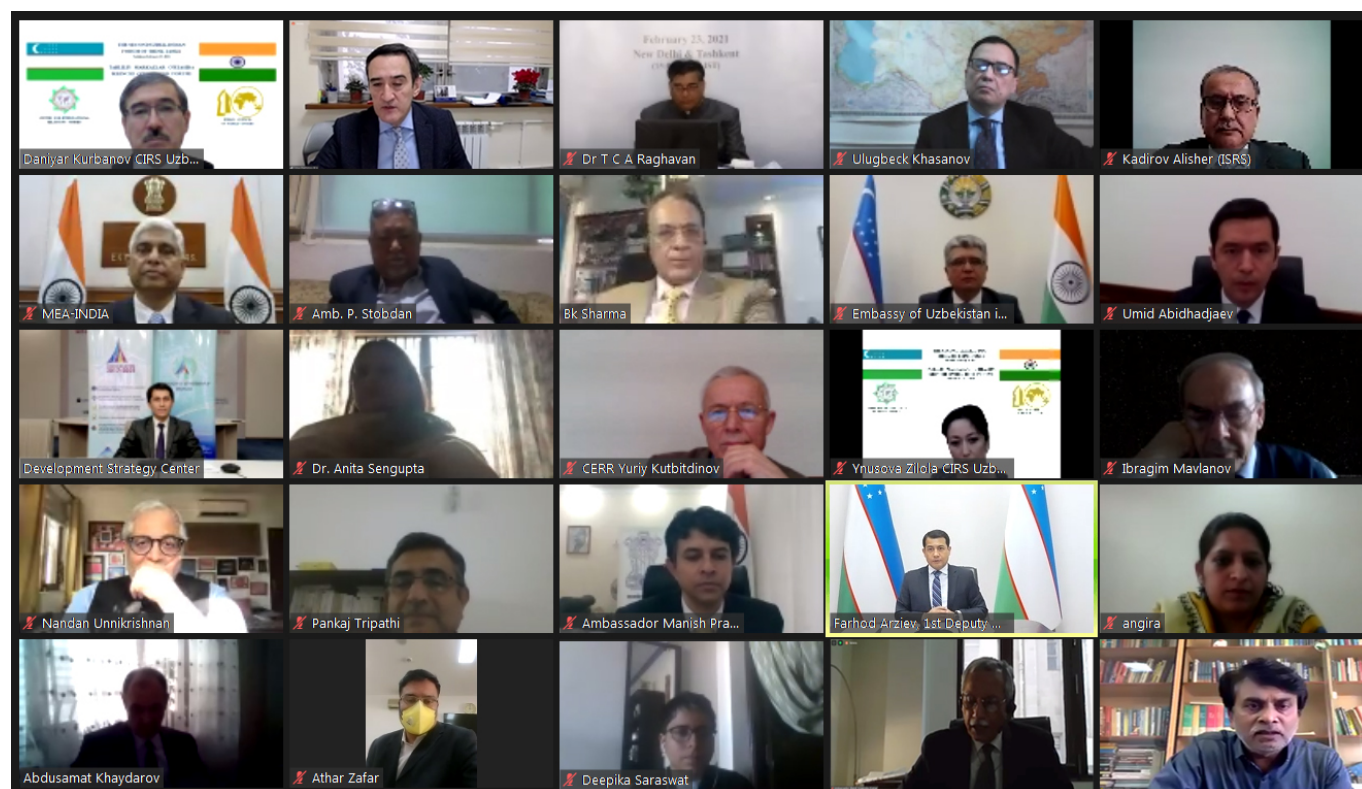 February 23, 2021
New Delhi & Tashkent
Daniyar Kurbanov CIRS Uzb...
Dr T C A Raghavan
Ulugbeck Khasanov
Kadirov Alisher (ISRS)
MEA-INDIA
Amb. P. Stobdan
Bk Sharma
Embassy of Uzbekistan i...
Umid Abidhadjaev
Development Strategy Center
Dr. Anita Sengupta
CERR Yuriy Kutbitdinov
Ynusova Zilola CIRS Uzb...
Ibragim Mavlanov
Nandan Unnikrishnan
Pankaj Tripathi
Ambassador Manish Pra...
Farhod Arziev, 1st Deputy ...
angira
Abdusamat Khaydarov
Athar Zafar
Deepika Saraswat